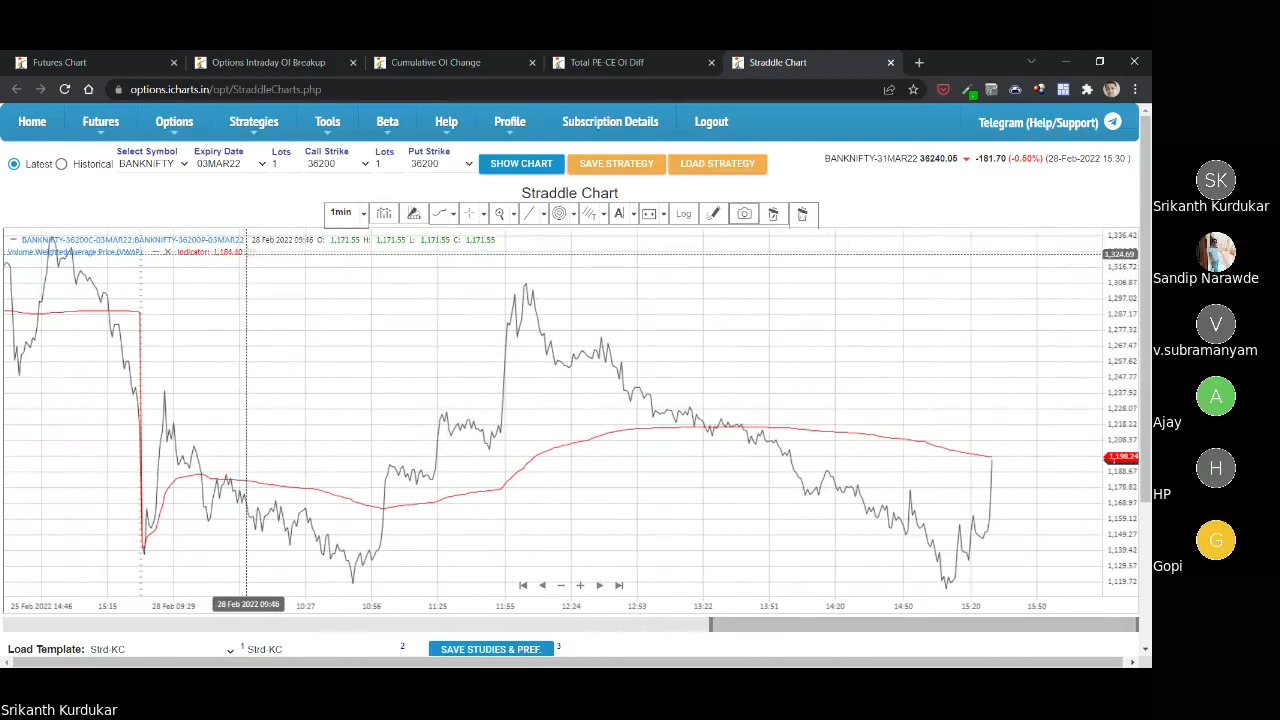 Futures Chart
Options Intraday OI Breakup
Cumulative OI Change
Total PE-CE OI Diff
Straddle Chart
options.icharts.in/opt/StraddleCharts.php
Home Futures Options Strategies Tools Beta Help Profile Subscription Details Logout Telegram (Help/Support)
Select Symbol Expiry Date Lots Call Strike Lots Put Strike
Latest Historical BANKNIFTY 03MAR22 1 36200 1 36200 SHOW CHART SAVE STRATEGY LOAD STRATEGY
BANKNIFTY-31MAR22 36240.05 -181.70 (-0.50%) (28-Feb-2022 15.30 )
Straddle Chart
1min A Log
BANKNIFTY-36200C-03MAR22:BANKNIFTY-36200P-03MAR22 28 Feb 2022 09:46 O: 1,171.55 H: 1,171.55 L: 1,171.55 C: 1,171.55
Volume Weighted Average Price (VWAP) Indicator: 1,184.40
1,336.42
1,324.69
1,316.72
1,306.87
1,297.02
1,287.17
1,277.32
1,267.47
1,257.62
1,247.77
1,237.92
1,228.07
1,218.22
1,208.37
1,198.24
1,188.67
1,178.82
1,168.97
1,159.12
1,149.27
1,139.42
1,129.57
1,119.72
25 Feb 2022 14:46 15:15 28 Feb 09:29 28 Feb 2022 09:46 10:27 10:56 11:25 11:55 12:24 12:53 13:22 13:51 14:20 14:50 15:20 15:50
Load Template: Strd-KC 1 Strd-KC 2 SAVE STUDIES & PREF. 3
SK
Srikanth Kurdukar
Sandip Narawde
V
v.subramanyam
A
Ajay
H
HP
G
Gopi
Srikanth Kurdukar